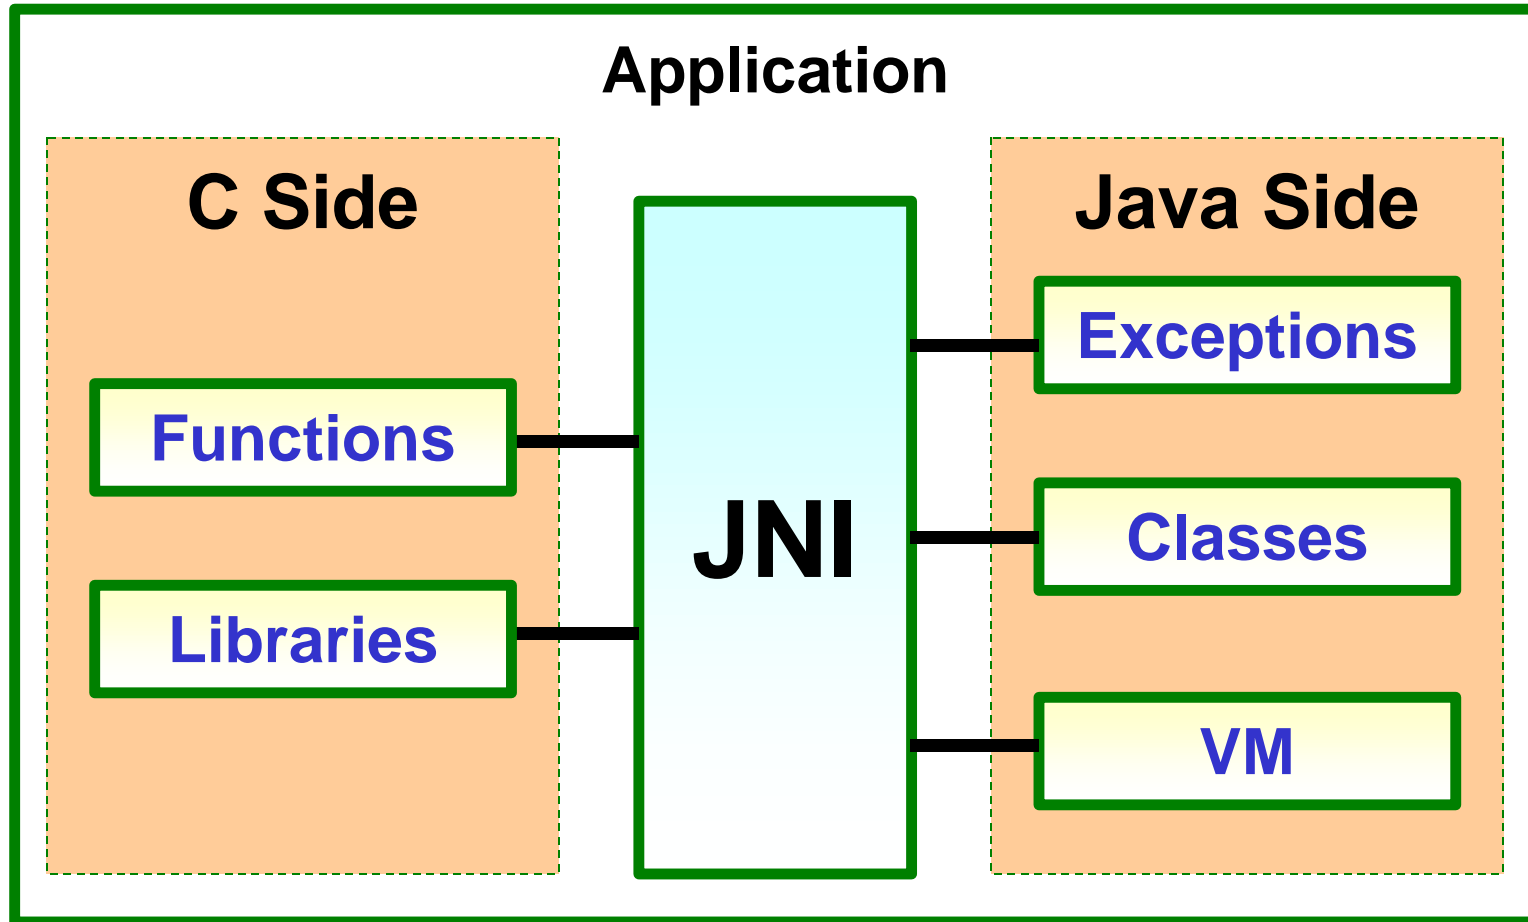 Application
C Side
Functions
Libraries
JNI
Java Side
Exceptions
Classes
VM